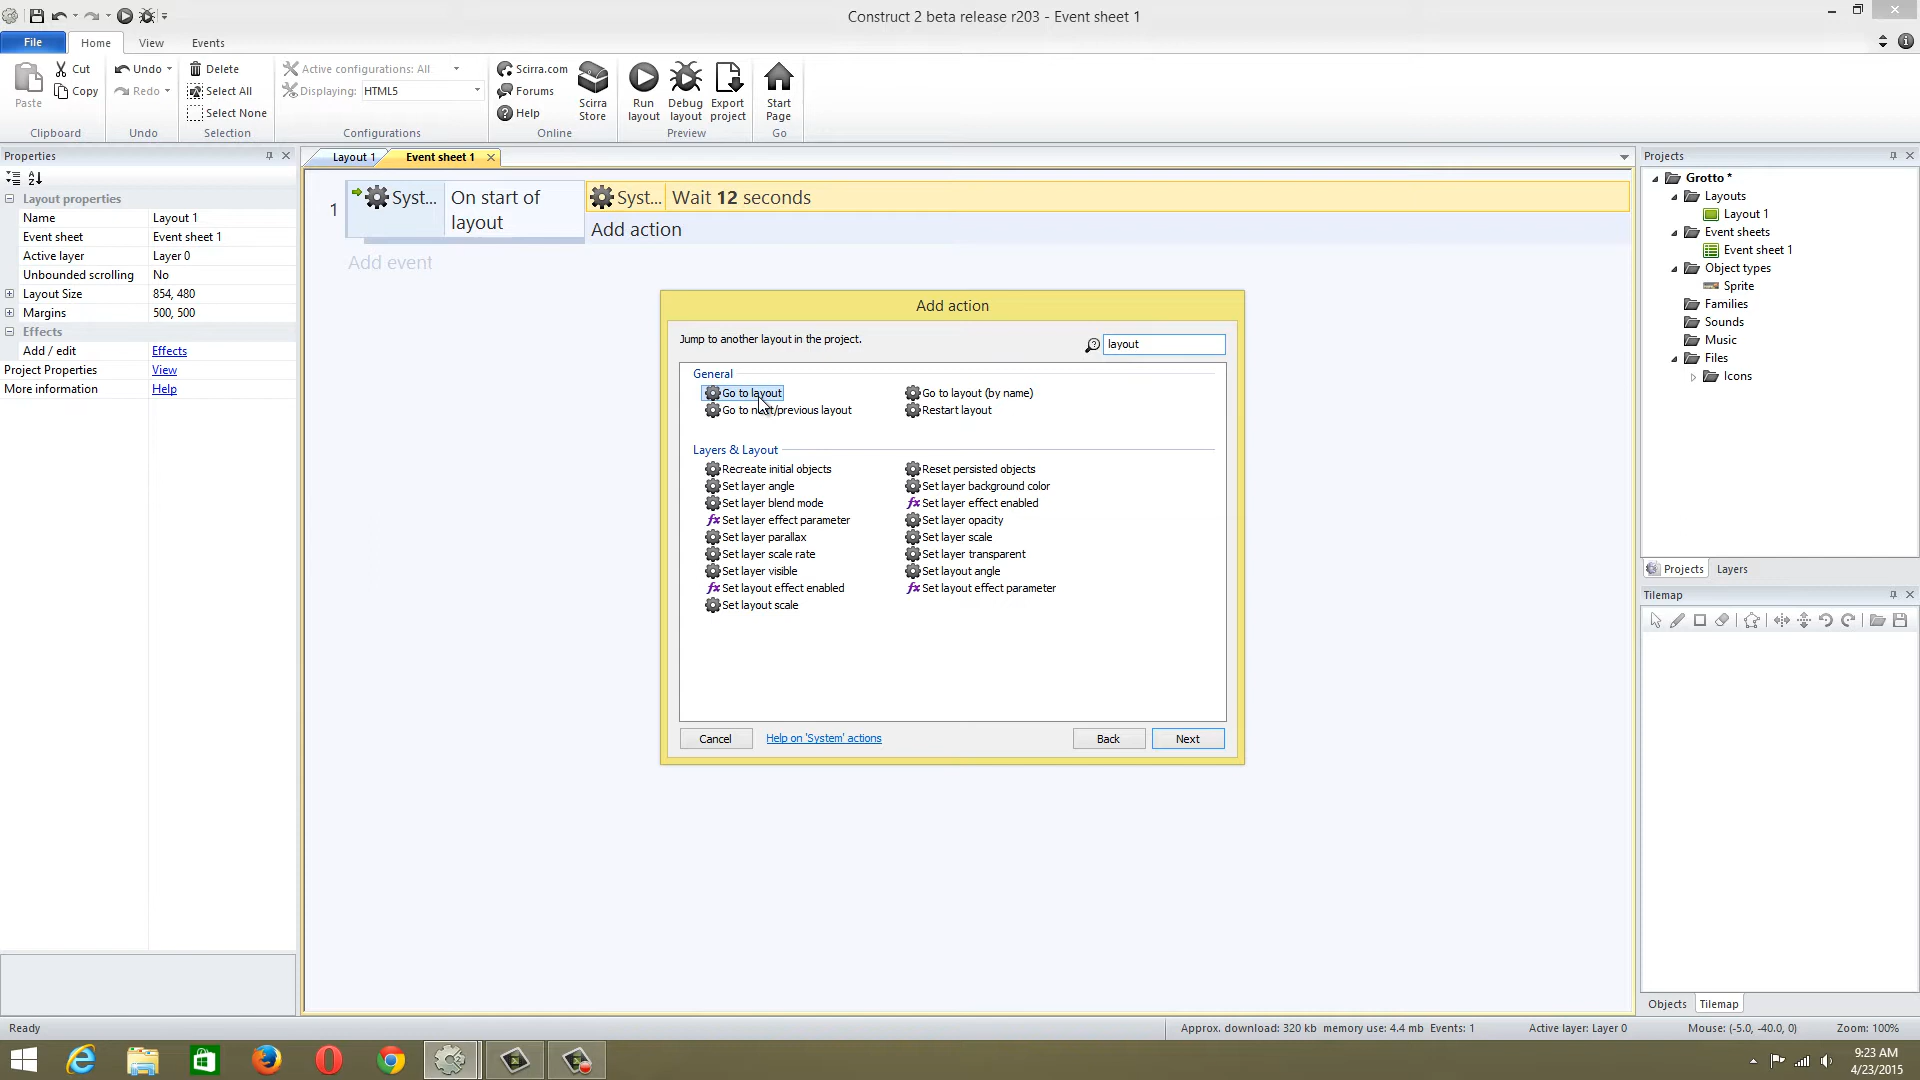 Construct 2 beta release r203 - Event sheet 1
File
Home
View
Events
Paste
Cut
Copy
Clipboard
Undo
Redo
Undo
Delete
Select All
Select None
Selection
Active configurations: All
Displaying: HTML5
Configurations
Scirra.com
Forums
Help
Scirra Store
Online
Run layout
Debug layout
Export project
Preview
Start Page
Go
Properties
Layout properties
Name Layout 1
Event sheet Event sheet 1
Active layer Layer 0
Unbounded scrolling No
Layout Size 854, 480
Margins 500, 500
Effects
Add / edit Effects
Project Properties View
More information Help
Layout 1
Event sheet 1
1
Syst...
On start of
layout
Syst... Wait 12 seconds
Add action
Add event
Add action
Jump to another layout in the project.
layout
General
Go to layout
Go to layout (by name)
Go to next/previous layout
Restart layout
Layers & Layout
Recreate initial objects
Reset persisted objects
Set layer angle
Set layer background color
Set layer blend mode
fx Set layer effect enabled
fx Set layer effect parameter
Set layer opacity
Set layer parallax
Set layer scale
Set layer scale rate
Set layer transparent
Set layer visible
Set layout angle
fx Set layout effect enabled
fx Set layout effect parameter
Set layout scale
Cancel
Help on 'System' actions
Back
Next
Projects
Grotto *
Layouts
Layout 1
Event sheets
Event sheet 1
Object types
Sprite
Families
Sounds
Music
Files
Icons
Projects
Layers
Tilemap
Objects
Tilemap
Ready
Approx. download: 320 kb memory use: 4.4 mb Events: 1
Active layer: Layer 0
Mouse: (-5.0, -40.0, 0)
Zoom: 100%
9:23 AM
4/23/2015